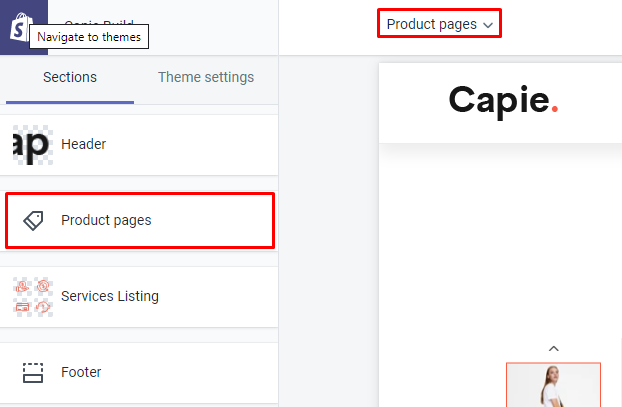 Capie Build
Navigate to themes
Product pages
Sections
Theme settings
Capie.
ap
Header
Product pages
Services Listing
Footer